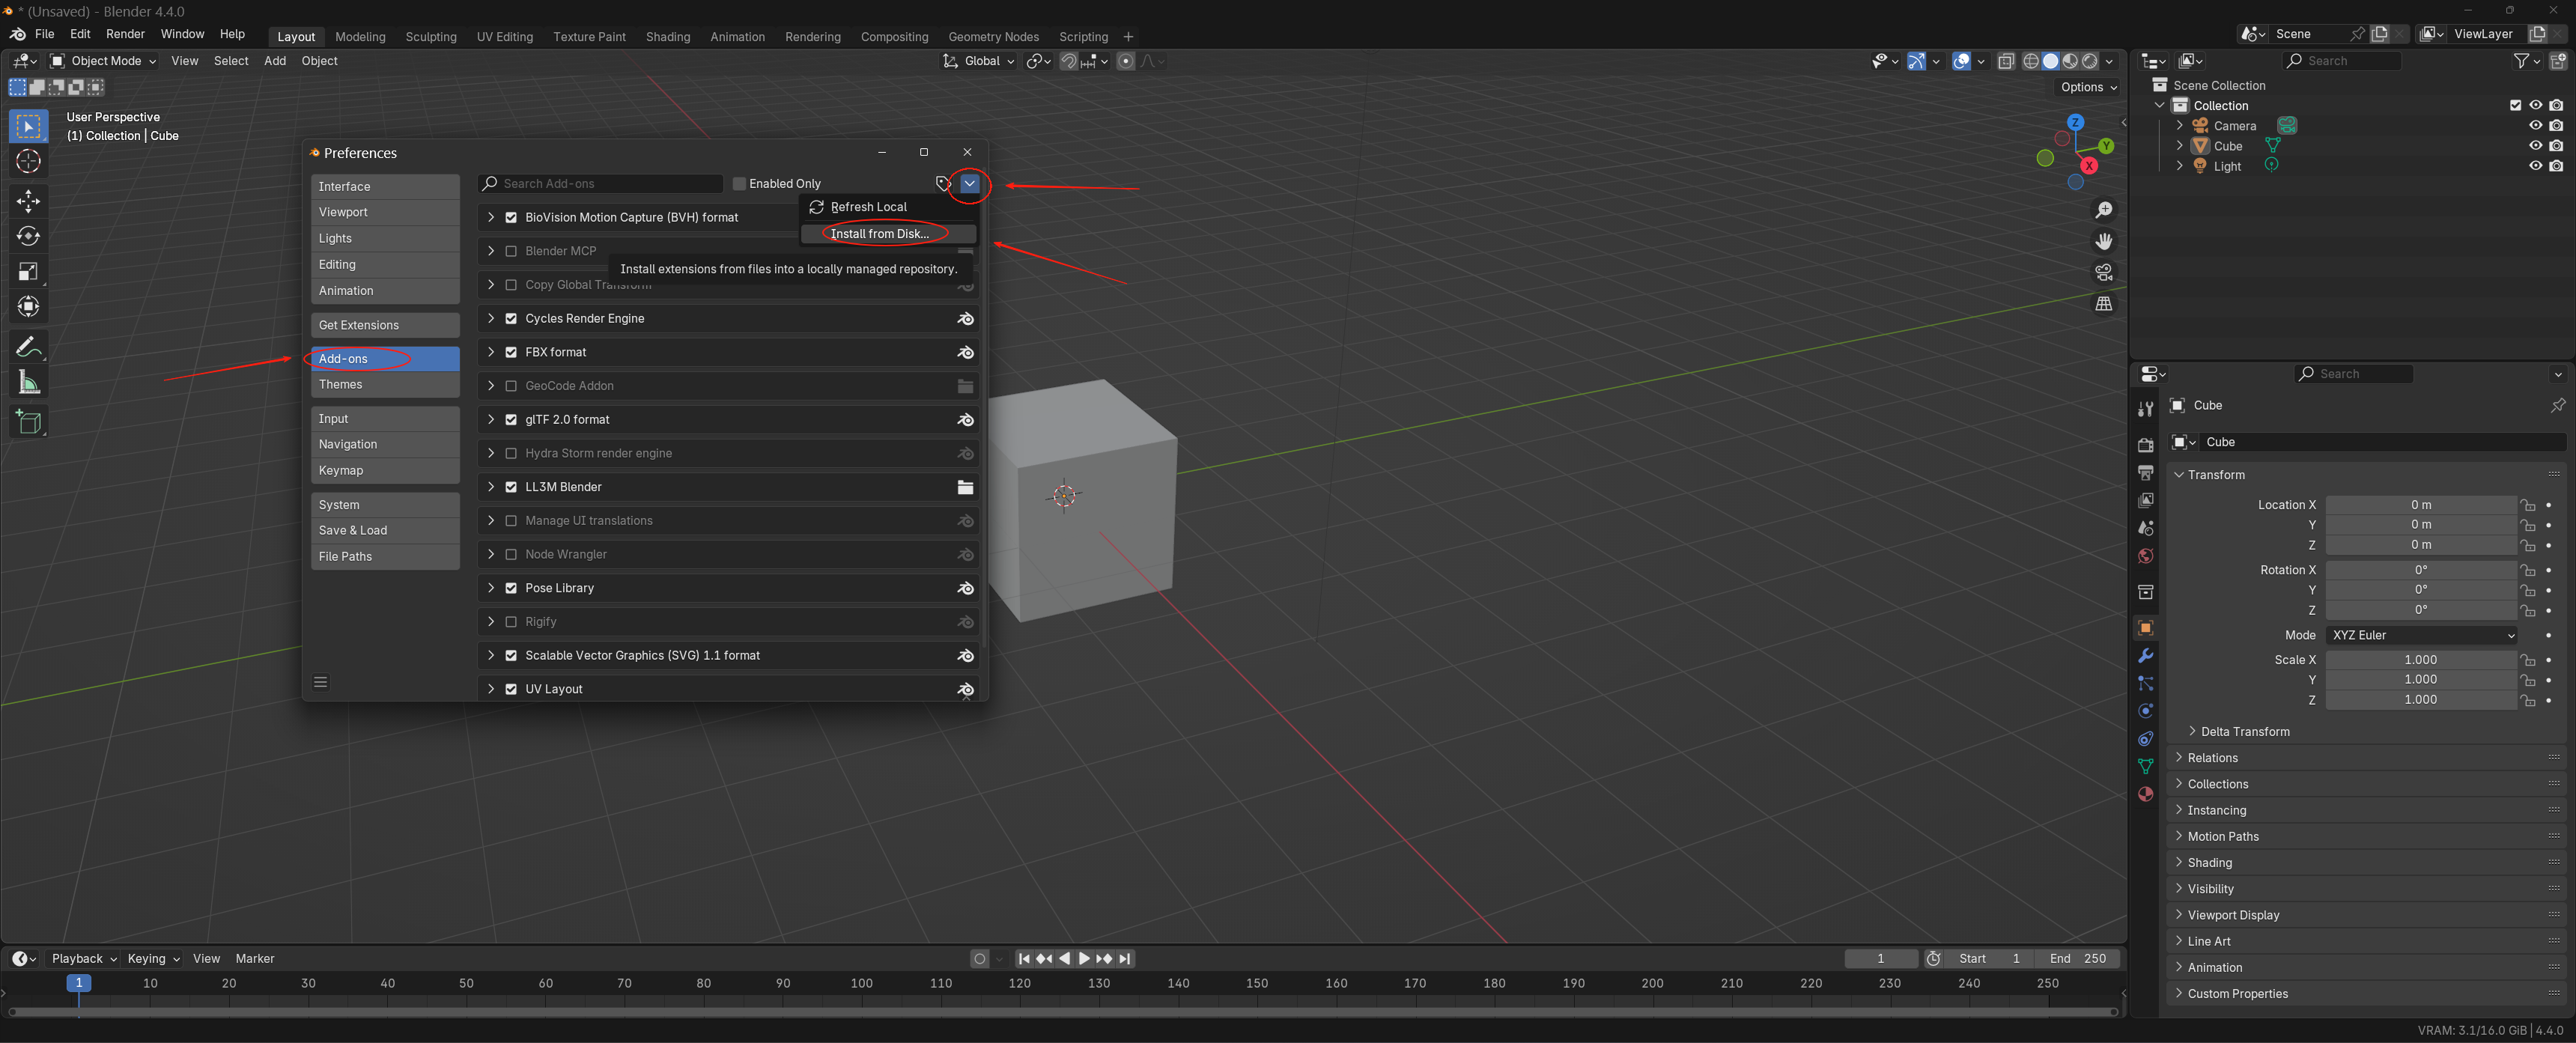 * (Unsaved) - Blender 4.4.0
File Edit Render Window Help
Layout Modeling Sculpting UV Editing Texture Paint Shading Animation Rendering Compositing Geometry Nodes Scripting +
Scene
ViewLayer
Object Mode View Select Add Object
Global
Options
User Perspective
(1) Collection | Cube
Z
Y
X
Preferences
Interface
Viewport
Lights
Editing
Animation
Get Extensions
Add-ons
Themes
Input
Navigation
Keymap
System
Save & Load
File Paths
Search Add-ons
Enabled Only
Refresh Local
Install from Disk...
Install extensions from files into a locally managed repository.
BioVision Motion Capture (BVH) format
Blender MCP
Copy Global Transform
Cycles Render Engine
FBX format
GeoCode Addon
glTF 2.0 format
Hydra Storm render engine
LL3M Blender
Manage UI translations
Node Wrangler
Pose Library
Rigify
Scalable Vector Graphics (SVG) 1.1 format
UV Layout
Search
Scene Collection
Collection
Camera
Cube
Light
Search
Cube
Cube
Transform
Location X 0 m
Y 0 m
Z 0 m
Rotation X 0°
Y 0°
Z 0°
Mode XYZ Euler
Scale X 1.000
Y 1.000
Z 1.000
Delta Transform
Relations
Collections
Instancing
Motion Paths
Shading
Visibility
Viewport Display
Line Art
Animation
Custom Properties
Playback Keying View Marker
1 Start 1 End 250
1 10 20 30 40 50 60 70 80 90 100 110 120 130 140 150 160 170 180 190 200 210 220 230 240 250
VRAM: 3.1/16.0 GiB | 4.4.0